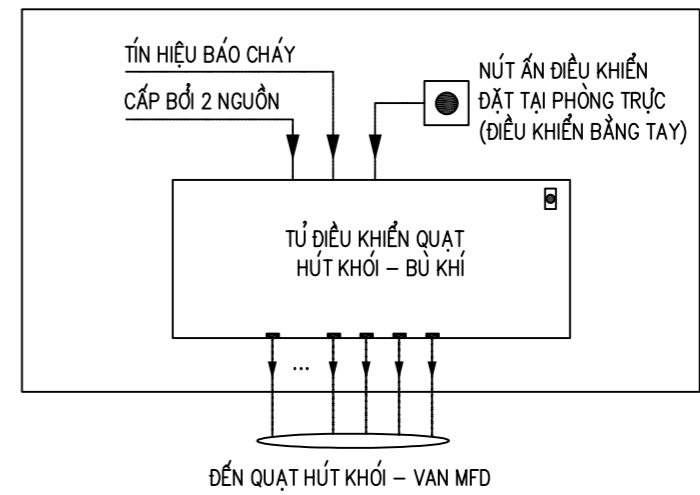 TÍN HIỆU BÁO CHÁY
CẤP BỞI 2 NGUỒN
NÚT ẤN ĐIỀU KHIỂN
ĐẶT TẠI PHÒNG TRỰC
(ĐIỀU KHIỂN BẰNG TAY)
TỦ ĐIỀU KHIỂN QUẠT
HÚT KHÓI – BÙ KHÍ
...
ĐẾN QUẠT HÚT KHÓI – VAN MFD